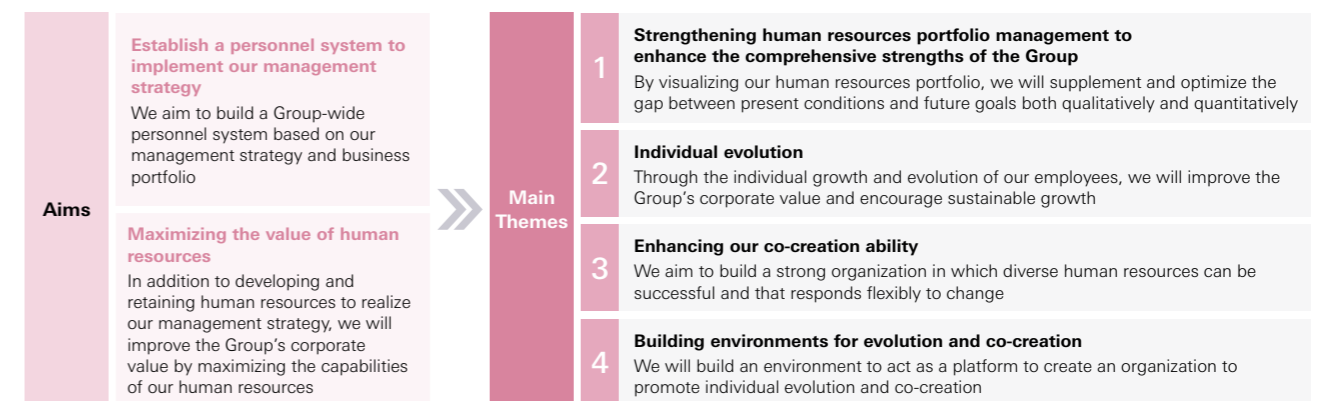 Aims
Establish a personnel system to
implement our management
strategy
We aim to build a Group-wide
personnel system based on our
management strategy and business
portfolio
Maximizing the value of human
resources
In addition to developing and
retaining human resources to realize
our management strategy, we will
improve the Group’s corporate
value by maximizing the capabilities
of our human resources
Main
Themes
1
Strengthening human resources portfolio management to
enhance the comprehensive strengths of the Group
By visualizing our human resources portfolio, we will supplement and optimize the
gap between present conditions and future goals both qualitatively and quantitatively
2
Individual evolution
Through the individual growth and evolution of our employees, we will improve the
Group’s corporate value and encourage sustainable growth
3
Enhancing our co-creation ability
We aim to build a strong organization in which diverse human resources can be
successful and that responds flexibly to change
4
Building environments for evolution and co-creation
We will build an environment to act as a platform to create an organization to
promote individual evolution and co-creation